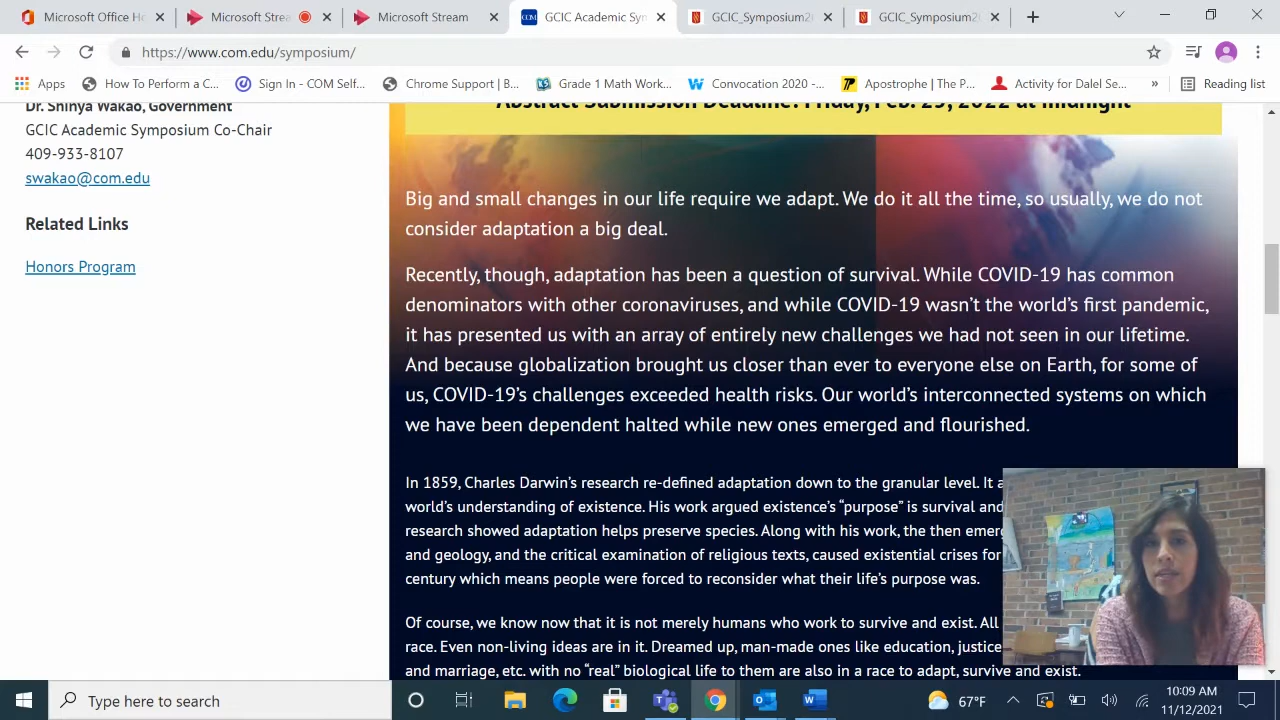 Microsoft Office Ho
Microsoft Strea
Microsoft Stream
COM
GCIC Academic Sym
GCIC_Symposium2
GCIC_Symposium20
https://www.com.edu/symposium/
Apps
How To Perform a C...
Sign In - COM Self...
Chrome Support | B...
Grade 1 Math Work...
Convocation 2020 -...
Apostrophe | The P...
Activity for Dalel Se...
»
Reading list
Dr. Shinya Wakao, Government
GCIC Academic Symposium Co-Chair
409-933-8107
swakao@com.edu
Related Links
Honors Program
Abstract Submission Deadline: Friday, Feb. 25, 2022 at midnight
Big and small changes in our life require we adapt. We do it all the time, so usually, we do not
consider adaptation a big deal.
Recently, though, adaptation has been a question of survival. While COVID-19 has common
denominators with other coronaviruses, and while COVID-19 wasn't the world's first pandemic,
it has presented us with an array of entirely new challenges we had not seen in our lifetime.
And because globalization brought us closer than ever to everyone else on Earth, for some of
us, COVID-19's challenges exceeded health risks. Our world's interconnected systems on which
we have been dependent halted while new ones emerged and flourished.
In 1859, Charles Darwin's research re-defined adaptation down to the granular level. It a
world's understanding of existence. His work argued existence's “purpose” is survival and
research showed adaptation helps preserve species. Along with his work, the then emerg
and geology, and the critical examination of religious texts, caused existential crises for
century which means people were forced to reconsider what their life's purpose was.
Of course, we know now that it is not merely humans who work to survive and exist. All
race. Even non-living ideas are in it. Dreamed up, man-made ones like education, justice
and marriage, etc. with no “real” biological life to them are also in a race to adapt, survive and exist.
Type here to search
67°F
10:09 AM
11/12/2021